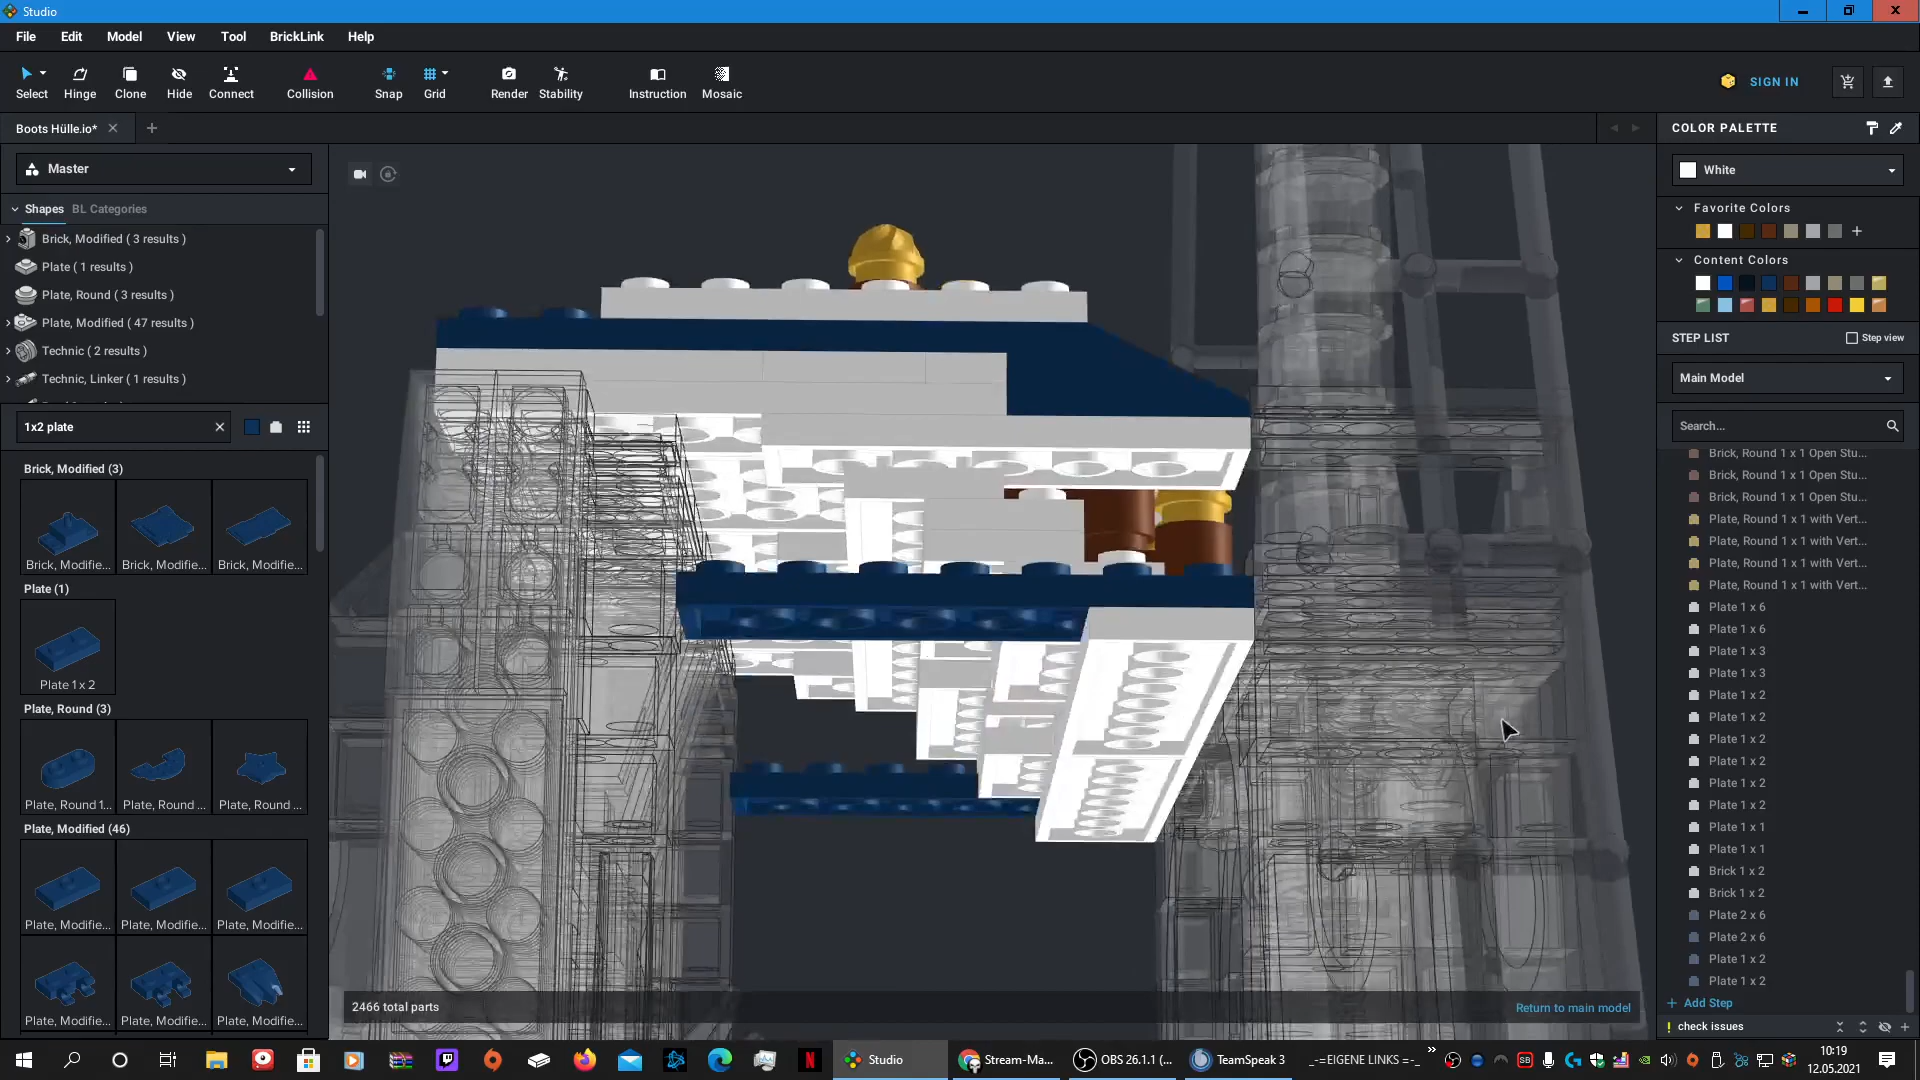 Studio
File Edit Model View Tool BrickLink Help
Select Hinge Clone Hide Connect Collision Snap Grid Render Stability Instruction Mosaic
SIGN IN
Boots Hülle.io*
COLOR PALETTE
Master
White
Shapes BL Categories
Favorite Colors
Brick, Modified ( 3 results )
Plate ( 1 results )
Plate, Round ( 3 results )
Plate, Modified ( 47 results )
Technic ( 2 results )
Technic, Linker ( 1 results )
Content Colors
STEP LIST
Step view
Main Model
1x2 plate
Search...
Brick, Modified (3)
Brick, Modifie... Brick, Modifie... Brick, Modifie...
Plate (1)
Plate 1 x 2
Plate, Round (3)
Plate, Round 1... Plate, Round ... Plate, Round ...
Plate, Modified (46)
Plate, Modifie... Plate, Modifie... Plate, Modifie...
Plate, Modifie... Plate, Modifie... Plate, Modifie...
Brick, Round 1 x 1 Open Stu...
Brick, Round 1 x 1 Open Stu...
Brick, Round 1 x 1 Open Stu...
Plate, Round 1 x 1 with Vert...
Plate, Round 1 x 1 with Vert...
Plate, Round 1 x 1 with Vert...
Plate, Round 1 x 1 with Vert...
Plate 1 x 6
Plate 1 x 6
Plate 1 x 3
Plate 1 x 3
Plate 1 x 2
Plate 1 x 2
Plate 1 x 2
Plate 1 x 2
Plate 1 x 2
Plate 1 x 2
Plate 1 x 1
Plate 1 x 1
Brick 1 x 2
Brick 1 x 2
Plate 2 x 6
Plate 2 x 6
Plate 1 x 2
Plate 1 x 2
Add Step
check issues
2466 total parts
Return to main model
Studio
Stream-Ma...
OBS 26.1.1 (...
TeamSpeak 3
_-=EIGENE LINKS =-_
10:19
12.05.2021